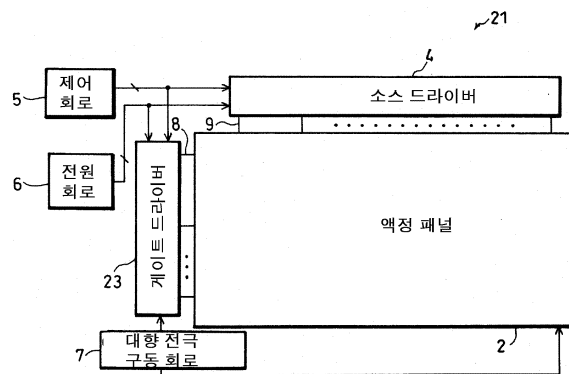 21
4
제어
회로
5
소스 드라이버
9
8
전원
회로
6
게이트 드라이버
액정 패널
23
대향 전극
구동 회로
7
2